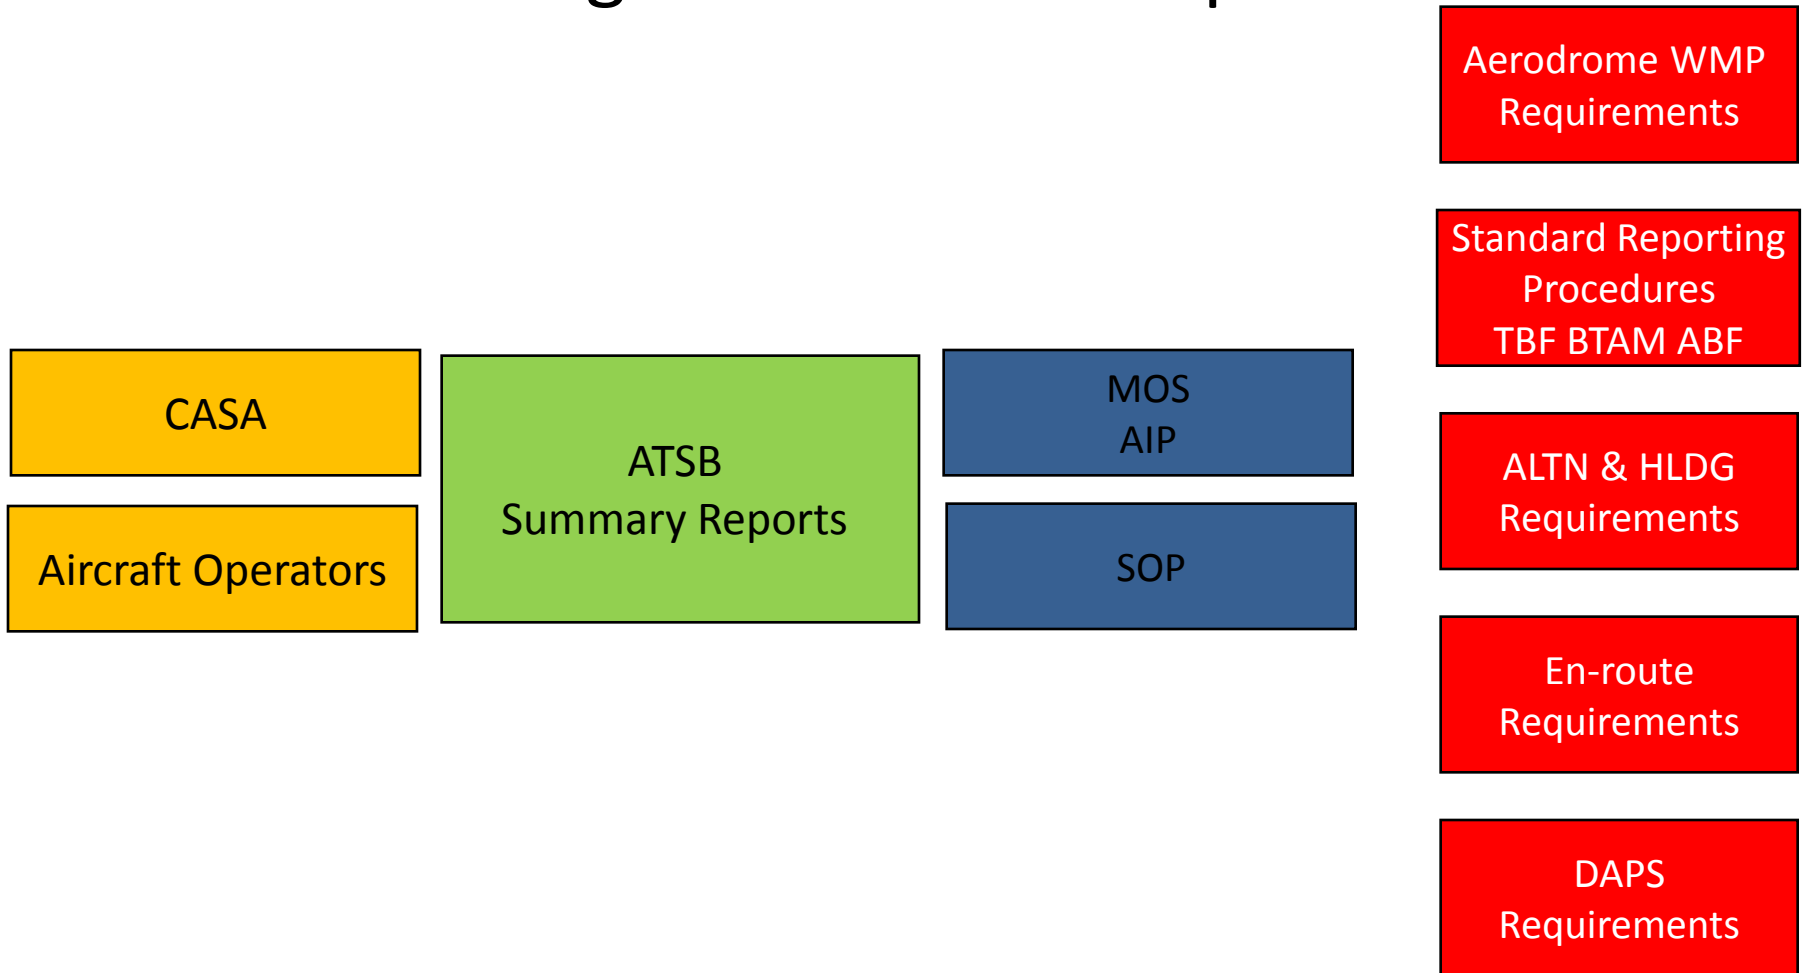 CASA
Aircraft Operators
ATSB
Summary Reports
MOS
AIP
SOP
Aerodrome WMP
Requirements
Standard Reporting
Procedures
TBF BTAM ABF
ALTN & HLDG
Requirements
En-route
Requirements
DAPS
Requirements